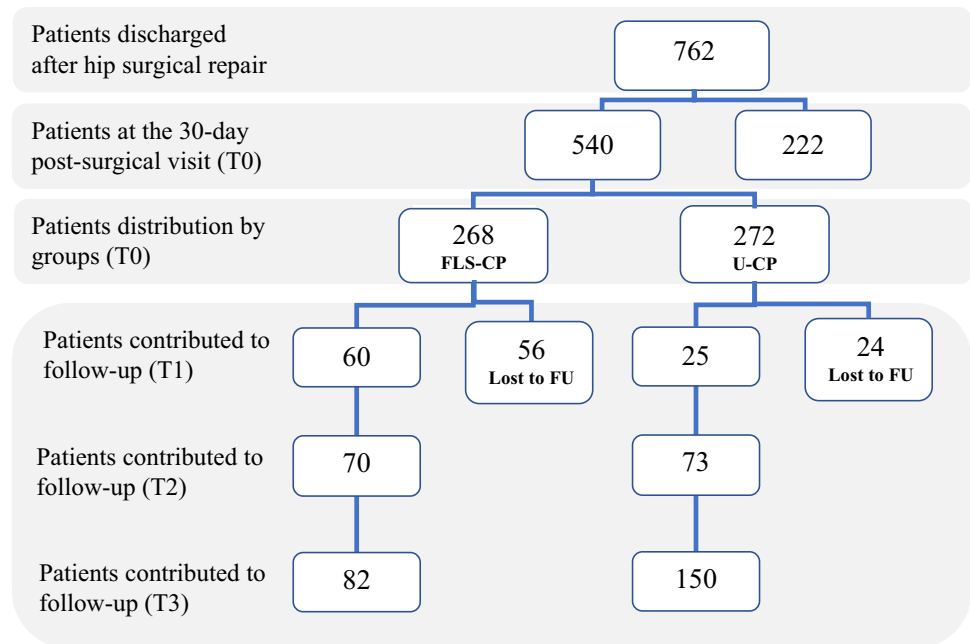 Patients discharged
after hip surgical repair
762
Patients at the 30-day
post-surgical visit (T0)
540
222
Patients distribution by
groups (T0)
268
FLS-CP
272
U-CP
Patients contributed to
follow-up (T1)
60
56
Lost to FU
25
24
Lost to FU
Patients contributed to
follow-up (T2)
70
73
Patients contributed to
follow-up (T3)
82
150